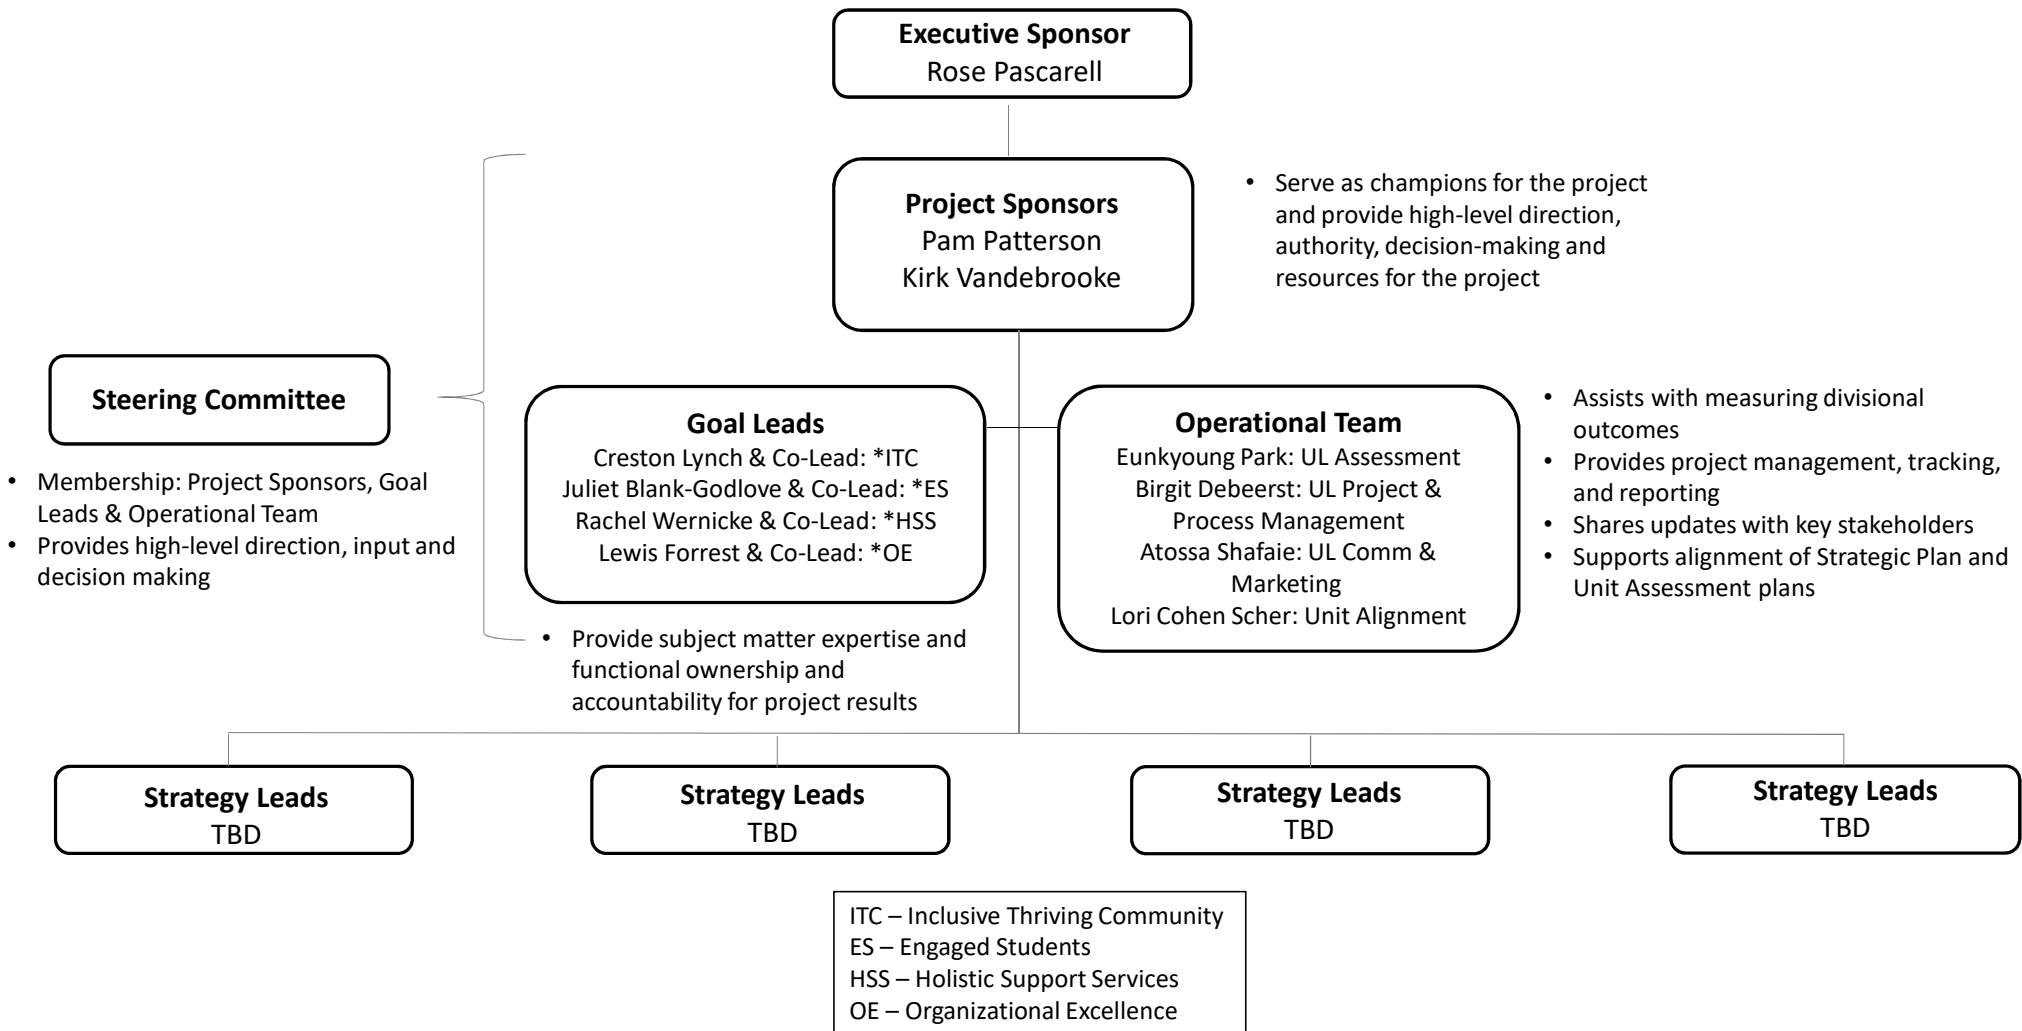 Executive Sponsor
Rose Pascarell
Project Sponsors
Pam Patterson
Kirk Vandebrooke
• Serve as champions for the project
and provide high-level direction,
authority, decision-making and
resources for the project
Steering Committee
• Membership: Project Sponsors, Goal
Leads & Operational Team
• Provides high-level direction, input and
decision making
Goal Leads
Creston Lynch & Co-Lead: *ITC
Juliet Blank-Godlove & Co-Lead: *ES
Rachel Wernicke & Co-Lead: *HSS
Lewis Forrest & Co-Lead: *OE
• Provide subject matter expertise and
functional ownership and
accountability for project results
Operational Team
Eunkyoung Park: UL Assessment
Birgit Debeerst: UL Project &
Process Management
Atossa Shafaie: UL Comm &
Marketing
Lori Cohen Scher: Unit Alignment
• Assists with measuring divisional
outcomes
• Provides project management, tracking,
and reporting
• Shares updates with key stakeholders
• Supports alignment of Strategic Plan and
Unit Assessment plans
Strategy Leads
TBD
Strategy Leads
TBD
Strategy Leads
TBD
Strategy Leads
TBD
ITC – Inclusive Thriving Community
ES – Engaged Students
HSS – Holistic Support Services
OE – Organizational Excellence